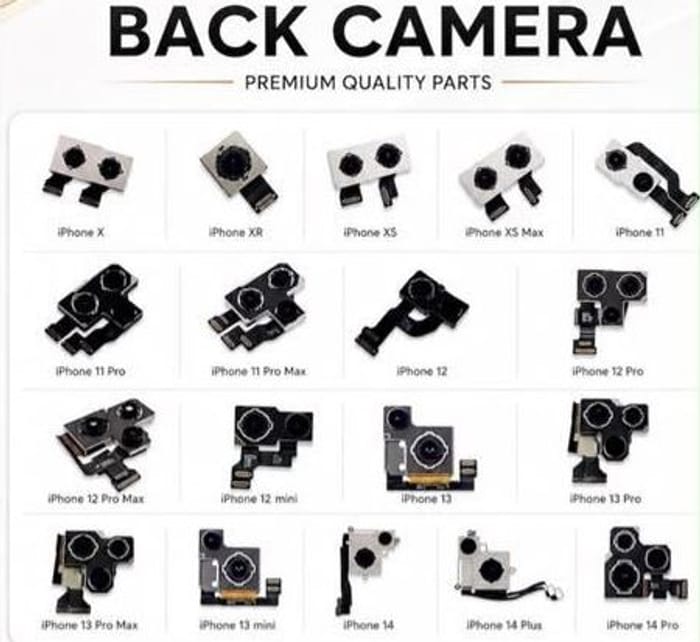 BACK CAMERA
PREMIUM QUALITY PARTS
iPhone X
iPhone XR
iPhone XS
iPhone XS Max
iPhone 11
iPhone 11 Pro
iPhone 11 Pro Max
iPhone 12
iPhone 12 Pro
iPhone 12 Pro Max
iPhone 12 mini
iPhone 13
iPhone 13 Pro
iPhone 13 Pro Max
iPhone 13 mini
iPhone 14
iPhone 14 Plus
iPhone 14 Pro